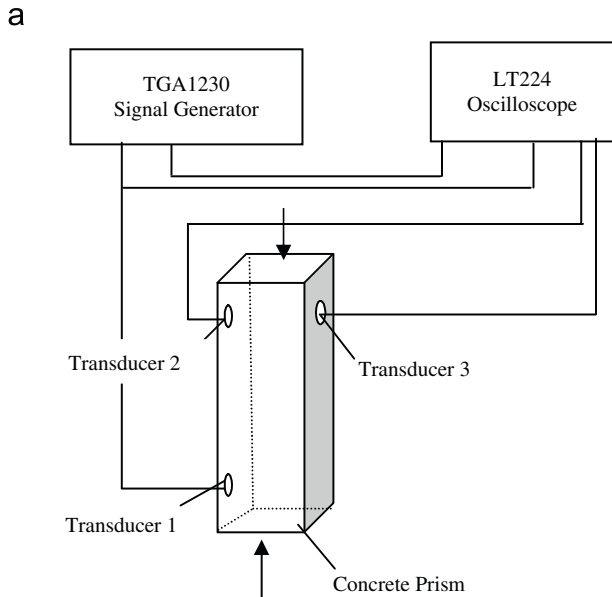 a
TGA1230
Signal Generator
LT224
Oscilloscope
Transducer 2
Transducer 3
Transducer 1
Concrete Prism